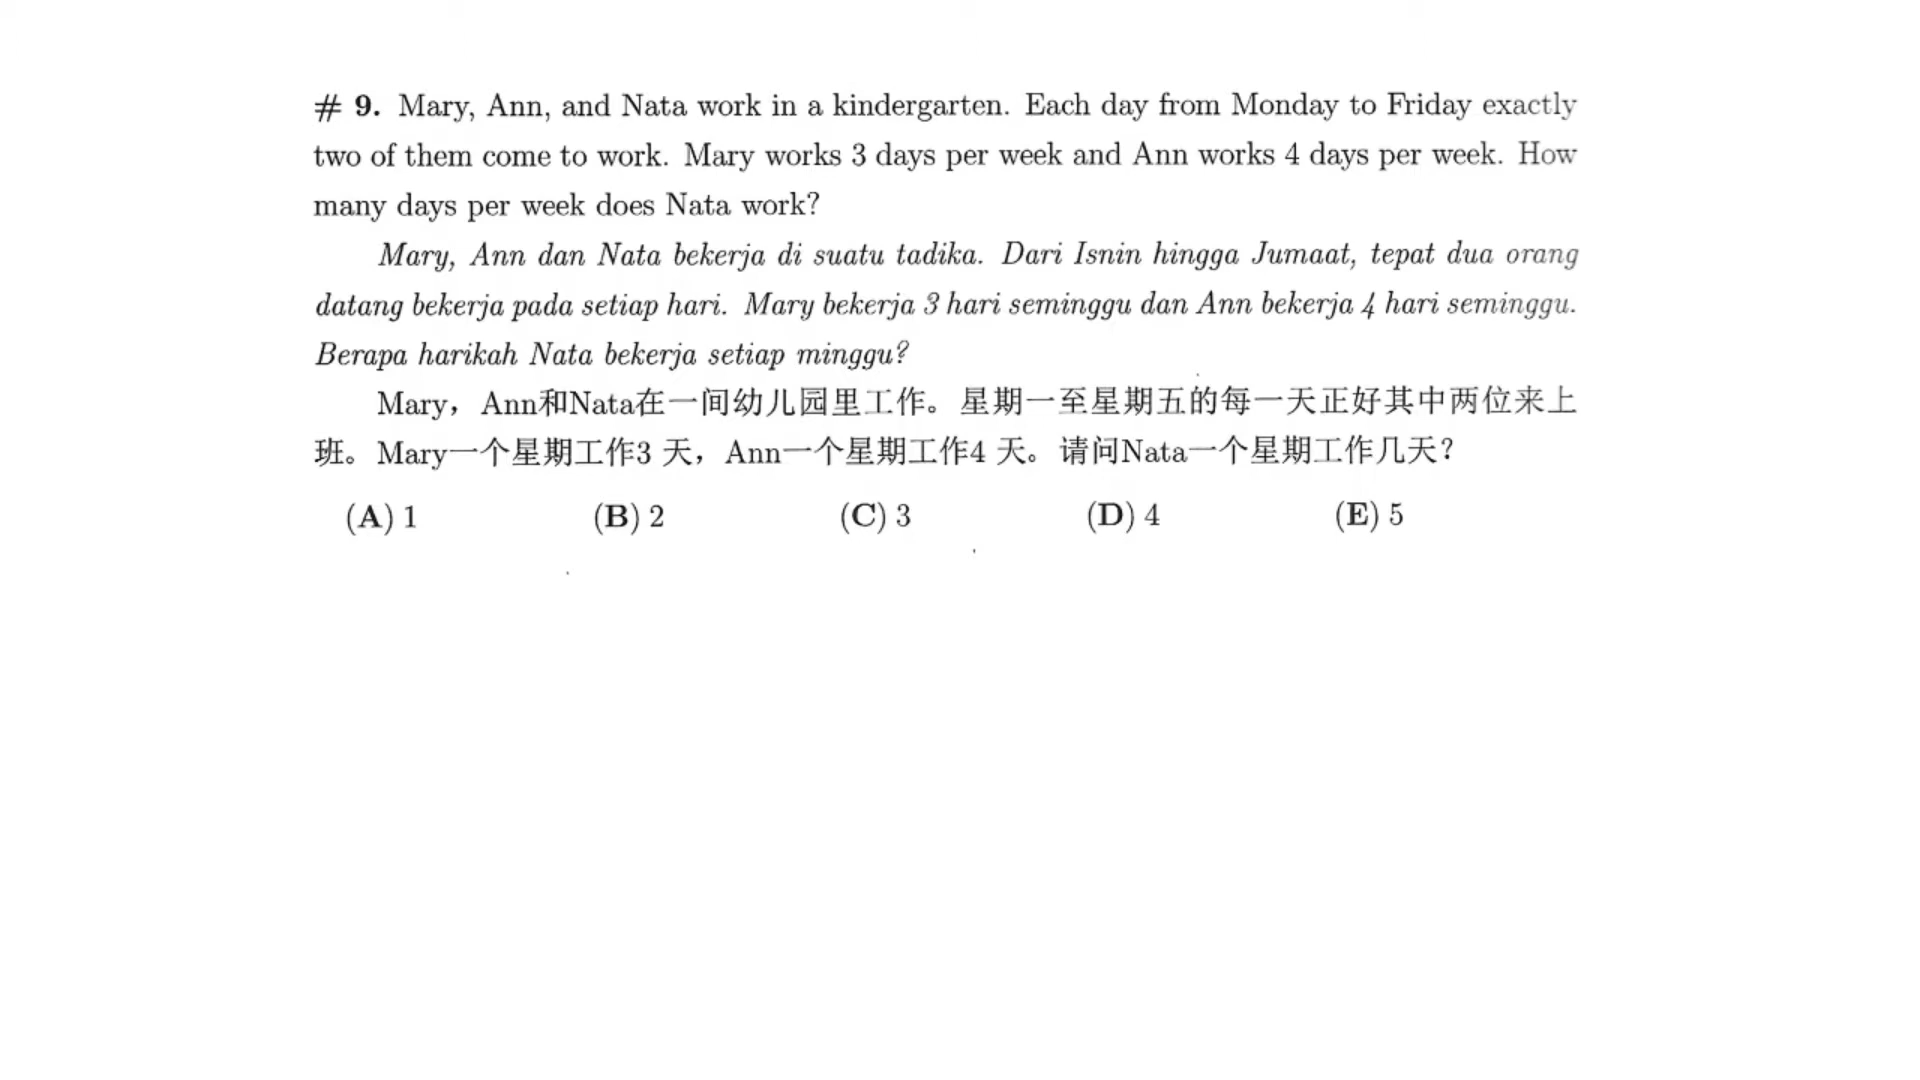 # 9. Mary, Ann, and Nata work in a kindergarten. Each day from Monday to Friday exactly
two of them come to work. Mary works 3 days per week and Ann works 4 days per week. How
many days per week does Nata work?
Mary, Ann dan Nata bekerja di suatu tadika. Dari Isnin hingga Jumaat, tepat dua orang
datang bekerja pada setiap hari. Mary bekerja 3 hari seminggu dan Ann bekerja 4 hari seminggu.
Berapa harikah Nata bekerja setiap minggu?
Mary，Ann和Nata在一间幼儿园里工作。星期一至星期五的每一天正好其中两位来上
班。Mary一个星期工作3 天，Ann一个星期工作4 天。请问Nata一个星期工作几天？
(A) 1 (B) 2 (C) 3 (D) 4 (E) 5